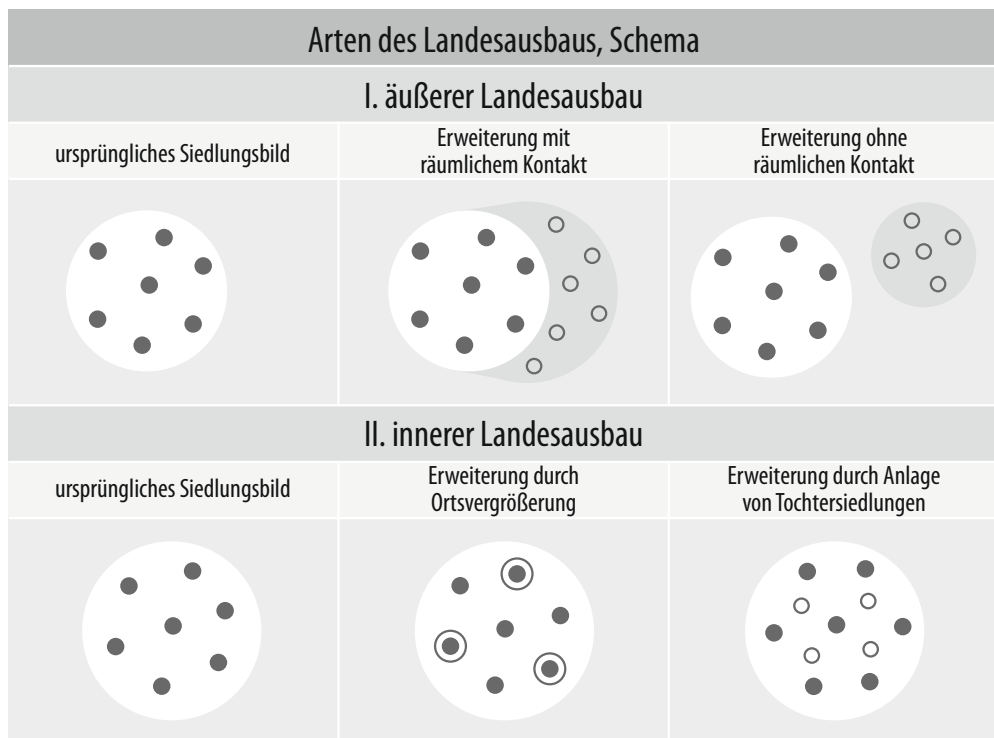 Arten des Landesausbaus, Schema
I. äußerer Landesausbau
ursprüngliches Siedlungsbild
Erweiterung mit
räumlichem Kontakt
Erweiterung ohne
räumlichen Kontakt
II. innerer Landesausbau
ursprüngliches Siedlungsbild
Erweiterung durch
Ortsvergrößerung
Erweiterung durch Anlage
von Tochtersiedlungen